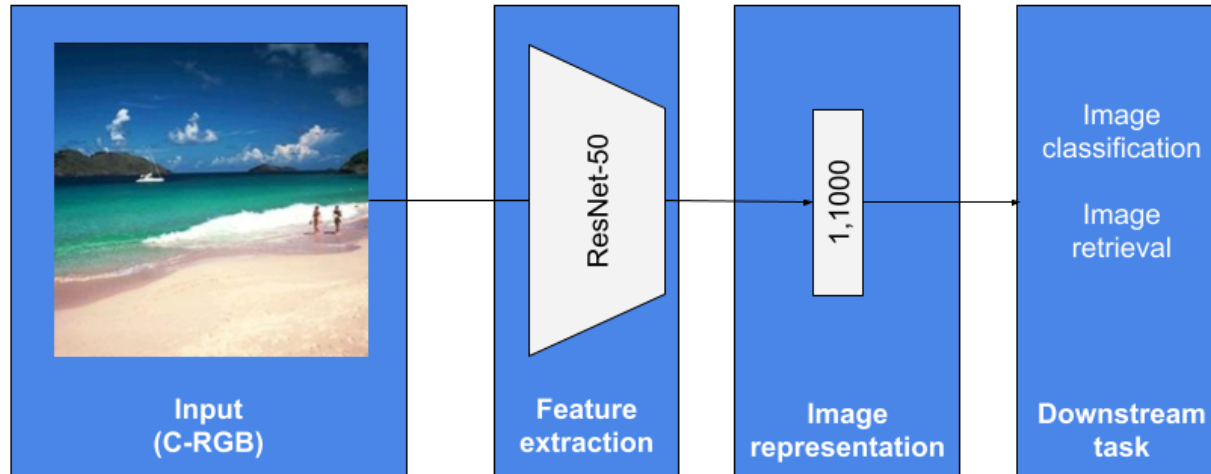 Input
(C-RGB)
ResNet-50
Feature
extraction
1,1000
Image
representation
Image
classification
Image
retrieval
Downstream
task